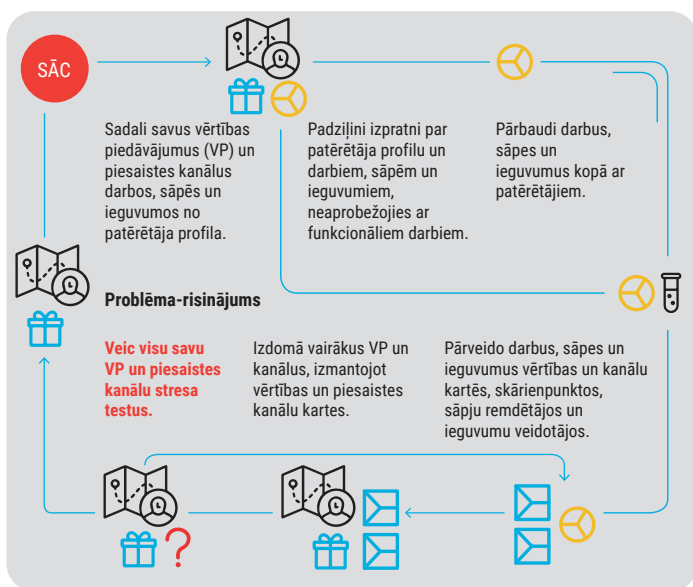 SĀC
Sadali savus vērtības
piedāvājumus (VP) un
piesaistes kanālus
darbos, sāpēs un
ieguvumos no
patērētāja profila.
Padziļini izpratni par
patērētāja profilu un
darbiem, sāpēm un
ieguvumiem,
neaprobežojies ar
funkcionāliem darbiem.
Pārbaudi darbus,
sāpes un
ieguvumus kopā ar
patērētājiem.
Problēma-risinājums
Veic visu savu
VP un piesaistes
kanālu stresa
testus.
Izdomā vairākus VP un
kanālus, izmantojot
vērtības un piesaistes
kanālu kartes.
Pārveido darbus, sāpes un
ieguvumus vērtības un kanālu
kartēs, skārienpunktos,
sāpju remdētājos un
ieguvumu veidotājos.
?